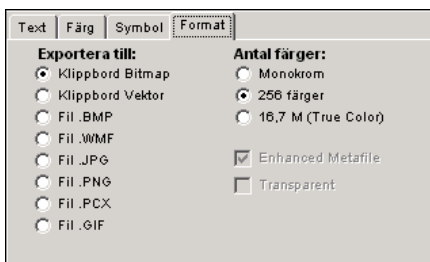 Text Färg Symbol Format
Exportera till:
Klippbord Bitmap
Klippbord Vektor
Fil .BMP
Fil .WMF
Fil .JPG
Fil .PNG
Fil .PCX
Fil .GIF
Antal färger:
Monokrom
256 färger
16,7 M (True Color)
Enhanced Metafile
Transparent